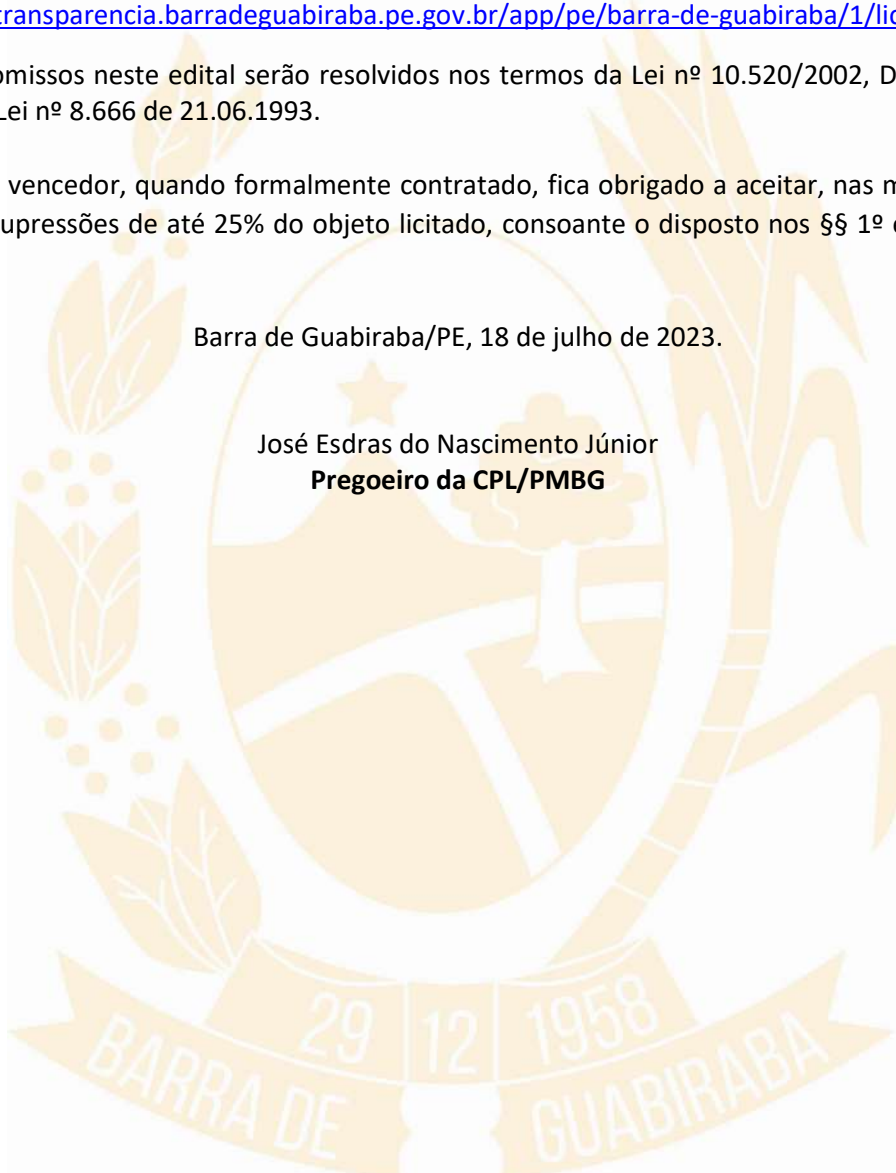 transparencia.barradeguabiraba.pe.gov.br/app/pe/barra-de-guabiraba/1/lic
omissos neste edital serão resolvidos nos termos da Lei nº 10.520/2002, D
Lei nº 8.666 de 21.06.1993.
vencedor, quando formalmente contratado, fica obrigado a aceitar, nas m
upressões de até 25% do objeto licitado, consoante o disposto nos §§ 1º
Barra de Guabiraba/PE, 18 de julho de 2023.
José Esdras do Nascimento Júnior
Pregoeiro da CPL/PMBG
29 12 1958
BARRA DE GUABIRABA